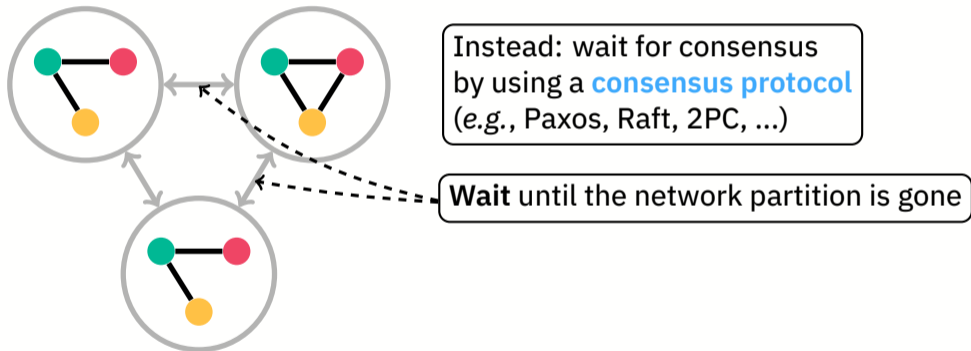 Instead: wait for consensus
by using a consensus protocol
(e.g., Paxos, Raft, 2PC, ...)
Wait until the network partition is gone